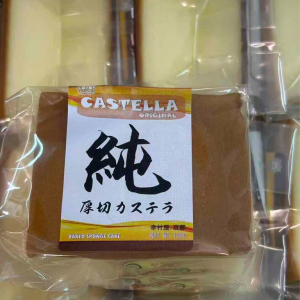 CASTELLA
ORIGINAL
純
厚切カステラ
BAKED SPONGE CAKE